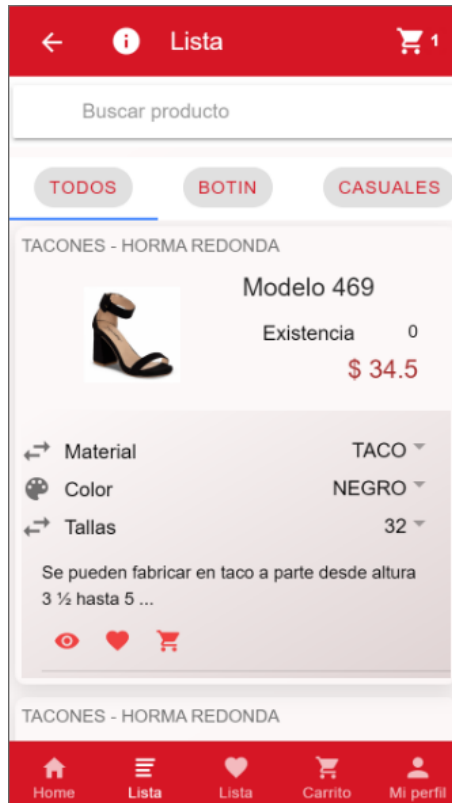 Lista
1
Buscar producto
TODOS
BOTIN
CASUALES
TACONES - HORMA REDONDA
Modelo 469
Existencia 0
$ 34.5
Material TACO
Color NEGRO
Tallas 32
Se pueden fabricar en taco a parte desde altura
3 ½ hasta 5 ...
TACONES - HORMA REDONDA
Home
Lista
Lista
Carrito
Mi perfil